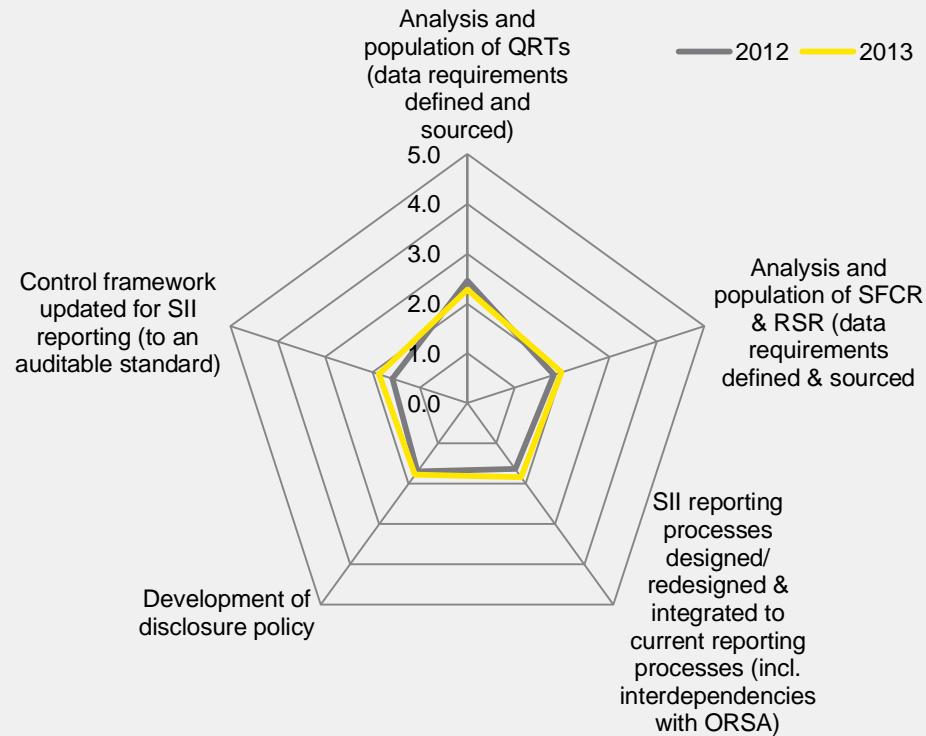 Analysis and
population of QRTs
(data requirements
defined and
sourced)
2012
2013
5.0
4.0
3.0
2.0
1.0
0.0
Control framework
updated for SII
reporting (to an
auditable standard)
Analysis and
population of SFCR
& RSR (data
requirements
defined & sourced
SII reporting
processes
designed/
redesigned &
integrated to
current reporting
processes (incl.
interdependencies
with ORSA)
Development of
disclosure policy